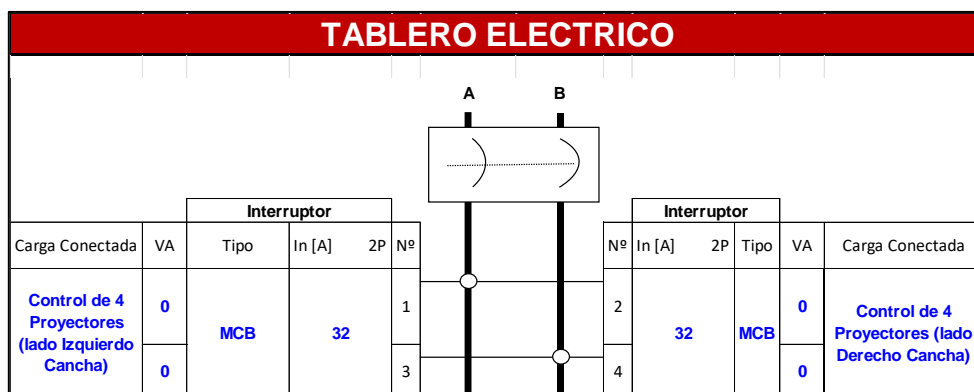 TABLERO ELECTRICO
A B
Interruptor Interruptor
Carga Conectada VA Tipo In [A] 2P Nº Nº In [A] 2P Tipo VA Carga Conectada
Control de 4
Proyectores
(lado Izquierdo
Cancha)
0
0
MCB
32
1
3
2
4
32
MCB
0
0
Control de 4
Proyectores (lado
Derecho Cancha)